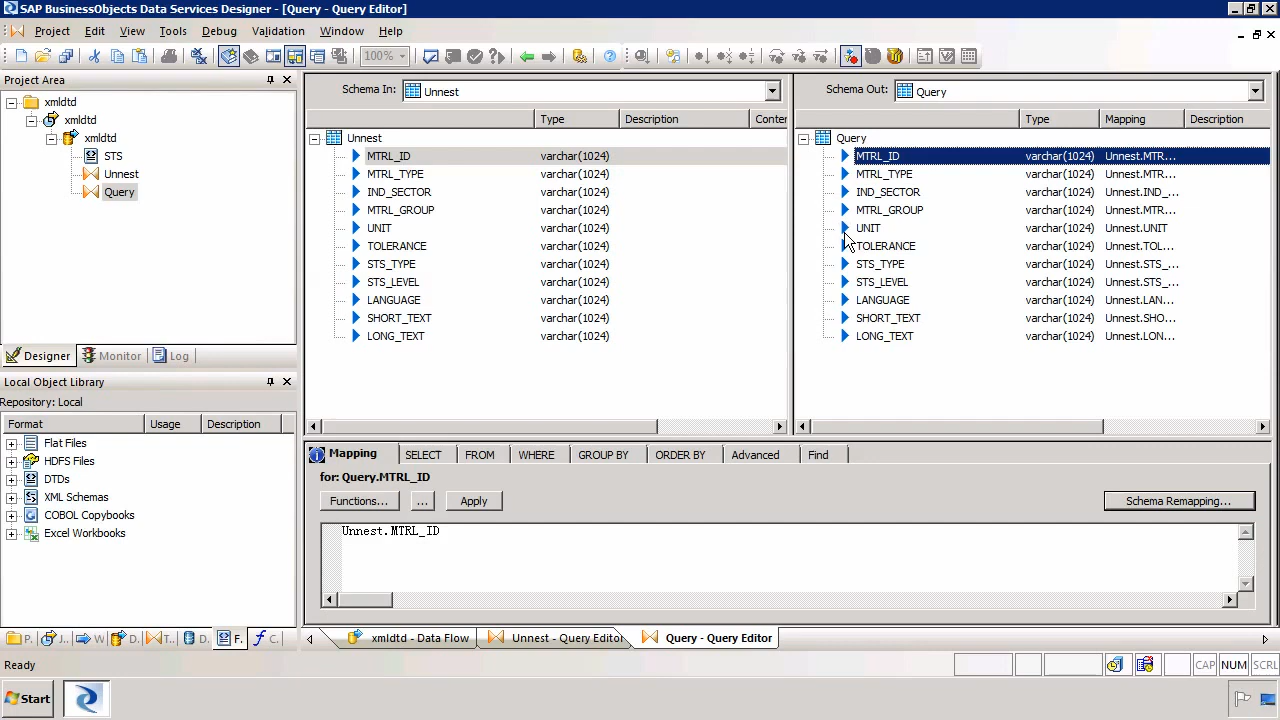 SAP BusinessObjects Data Services Designer - [Query - Query Editor]
Project Edit View Tools Debug Validation Window Help
100%
Project Area
xmldtd
xmldtd
xmldtd
STS
Unnest
Query
Designer Monitor Log
Local Object Library
Repository: Local
Format Usage Description
Flat Files
HDFS Files
DTDs
XML Schemas
COBOL Copybooks
Excel Workbooks
P. J.. W D. T.. D. F. C.
Schema In: Unnest
Type Description Conter
Unnest
MTRL_ID varchar(1024)
MTRL_TYPE varchar(1024)
IND_SECTOR varchar(1024)
MTRL_GROUP varchar(1024)
UNIT varchar(1024)
TOLERANCE varchar(1024)
STS_TYPE varchar(1024)
STS_LEVEL varchar(1024)
LANGUAGE varchar(1024)
SHORT_TEXT varchar(1024)
LONG_TEXT varchar(1024)
Schema Out: Query
Type Mapping Description
Query
MTRL_ID varchar(1024) Unnest.MTR...
MTRL_TYPE varchar(1024) Unnest.MTR...
IND_SECTOR varchar(1024) Unnest.IND_...
MTRL_GROUP varchar(1024) Unnest.MTR...
UNIT varchar(1024) Unnest.UNIT
TOLERANCE varchar(1024) Unnest.TOL...
STS_TYPE varchar(1024) Unnest.STS_...
STS_LEVEL varchar(1024) Unnest.STS_...
LANGUAGE varchar(1024) Unnest.LAN...
SHORT_TEXT varchar(1024) Unnest.SHO...
LONG_TEXT varchar(1024) Unnest.LON...
Mapping SELECT FROM WHERE GROUP BY ORDER BY Advanced Find
for: Query.MTRL_ID
Functions... ... Apply Schema Remapping...
Unnest.MTRL_ID
xmldtd - Data Flow Unnest - Query Editor Query - Query Editor
Ready CAP NUM SCRL
Start